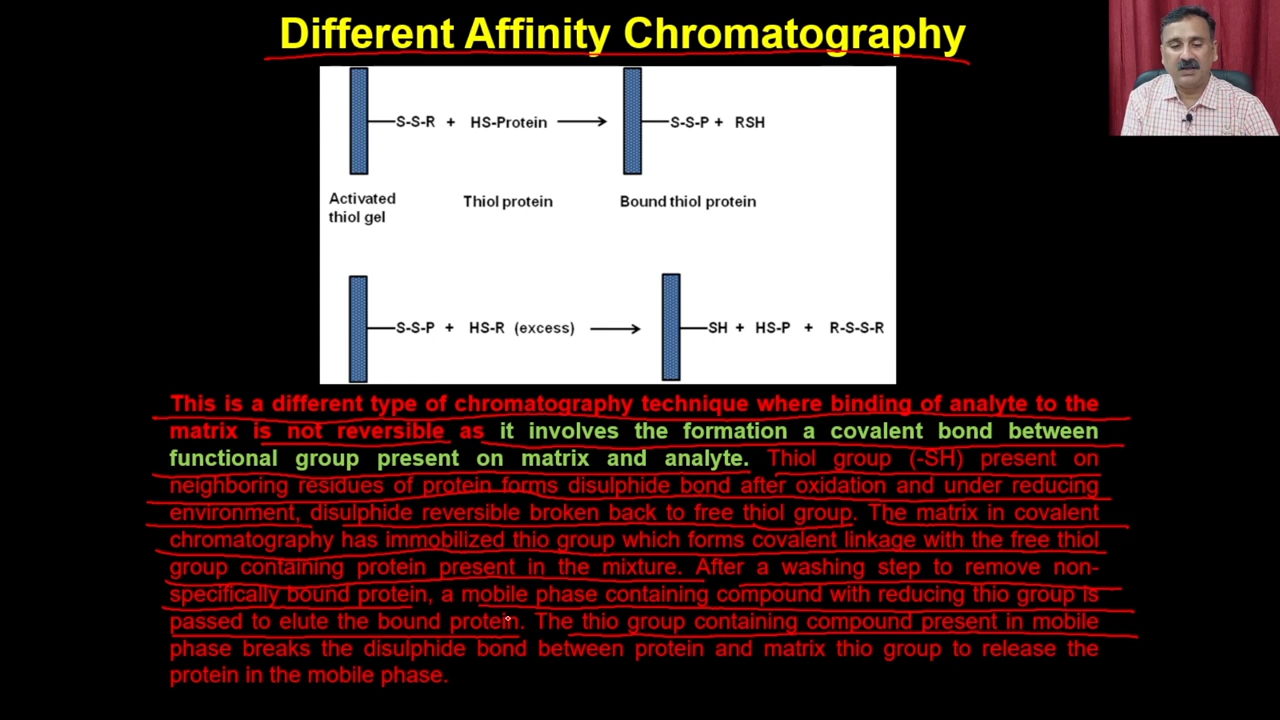 Different Affinity Chromatography
S-S-R + HS-Protein S-S-P + RSH
Activated thiol gel Thiol protein Bound thiol protein
S-S-P + HS-R (excess) SH + HS-P + R-S-S-R
This is a different type of chromatography technique where binding of analyte to the
matrix is not reversible as it involves the formation a covalent bond between
functional group present on matrix and analyte. Thiol group (-SH) present on
neighboring residues of protein forms disulphide bond after oxidation and under reducing
environment, disulphide reversible broken back to free thiol group. The matrix in covalent
chromatography has immobilized thio group which forms covalent linkage with the free thiol
group containing protein present in the mixture. After a washing step to remove non-
specifically bound protein, a mobile phase containing compound with reducing thio group is
passed to elute the bound protein. The thio group containing compound present in mobile
phase breaks the disulphide bond between protein and matrix thio group to release the
protein in the mobile phase.